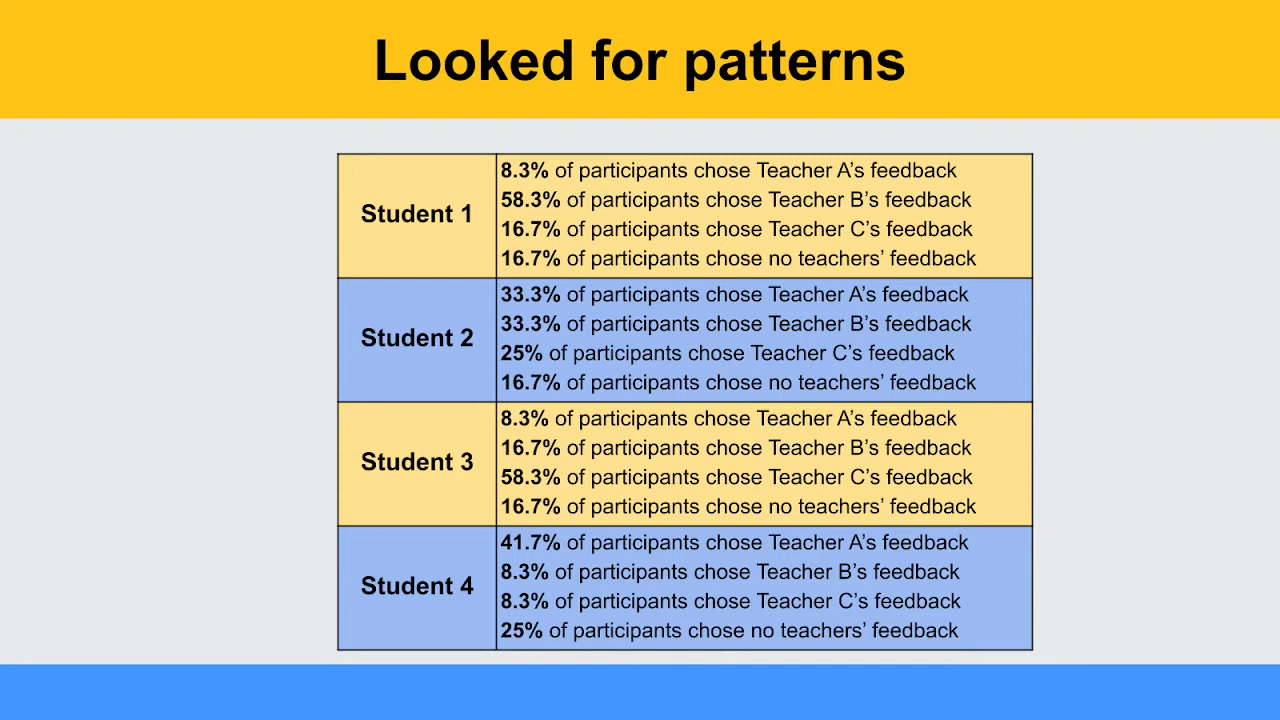 Looked for patterns
Student 1
8.3% of participants chose Teacher A's feedback
58.3% of participants chose Teacher B's feedback
16.7% of participants chose Teacher C's feedback
16.7% of participants chose no teachers' feedback
Student 2
33.3% of participants chose Teacher A's feedback
33.3% of participants chose Teacher B's feedback
25% of participants chose Teacher C's feedback
16.7% of participants chose no teachers' feedback
Student 3
8.3% of participants chose Teacher A's feedback
16.7% of participants chose Teacher B's feedback
58.3% of participants chose Teacher C's feedback
16.7% of participants chose no teachers' feedback
Student 4
41.7% of participants chose Teacher A's feedback
8.3% of participants chose Teacher B's feedback
8.3% of participants chose Teacher C's feedback
25% of participants chose no teachers' feedback